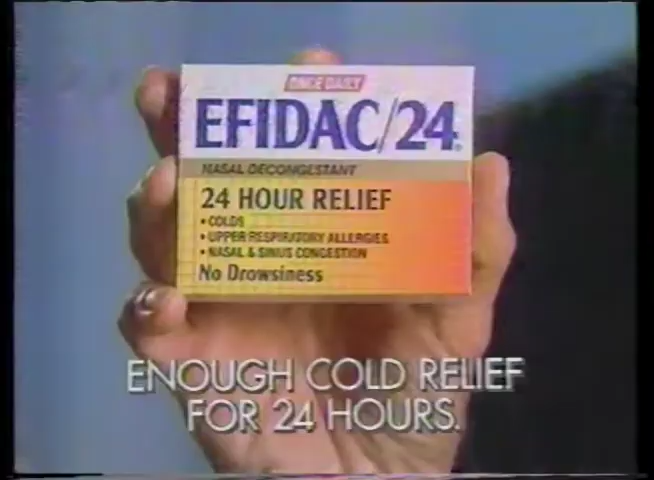 ONCE DAILY
EFIDAC/24®
NASAL DECONGESTANT
24 HOUR RELIEF
• COLDS
• UPPER RESPIRATORY ALLERGIES
• NASAL & SINUS CONGESTION
No Drowsiness
ENOUGH COLD RELIEF
FOR 24 HOURS.